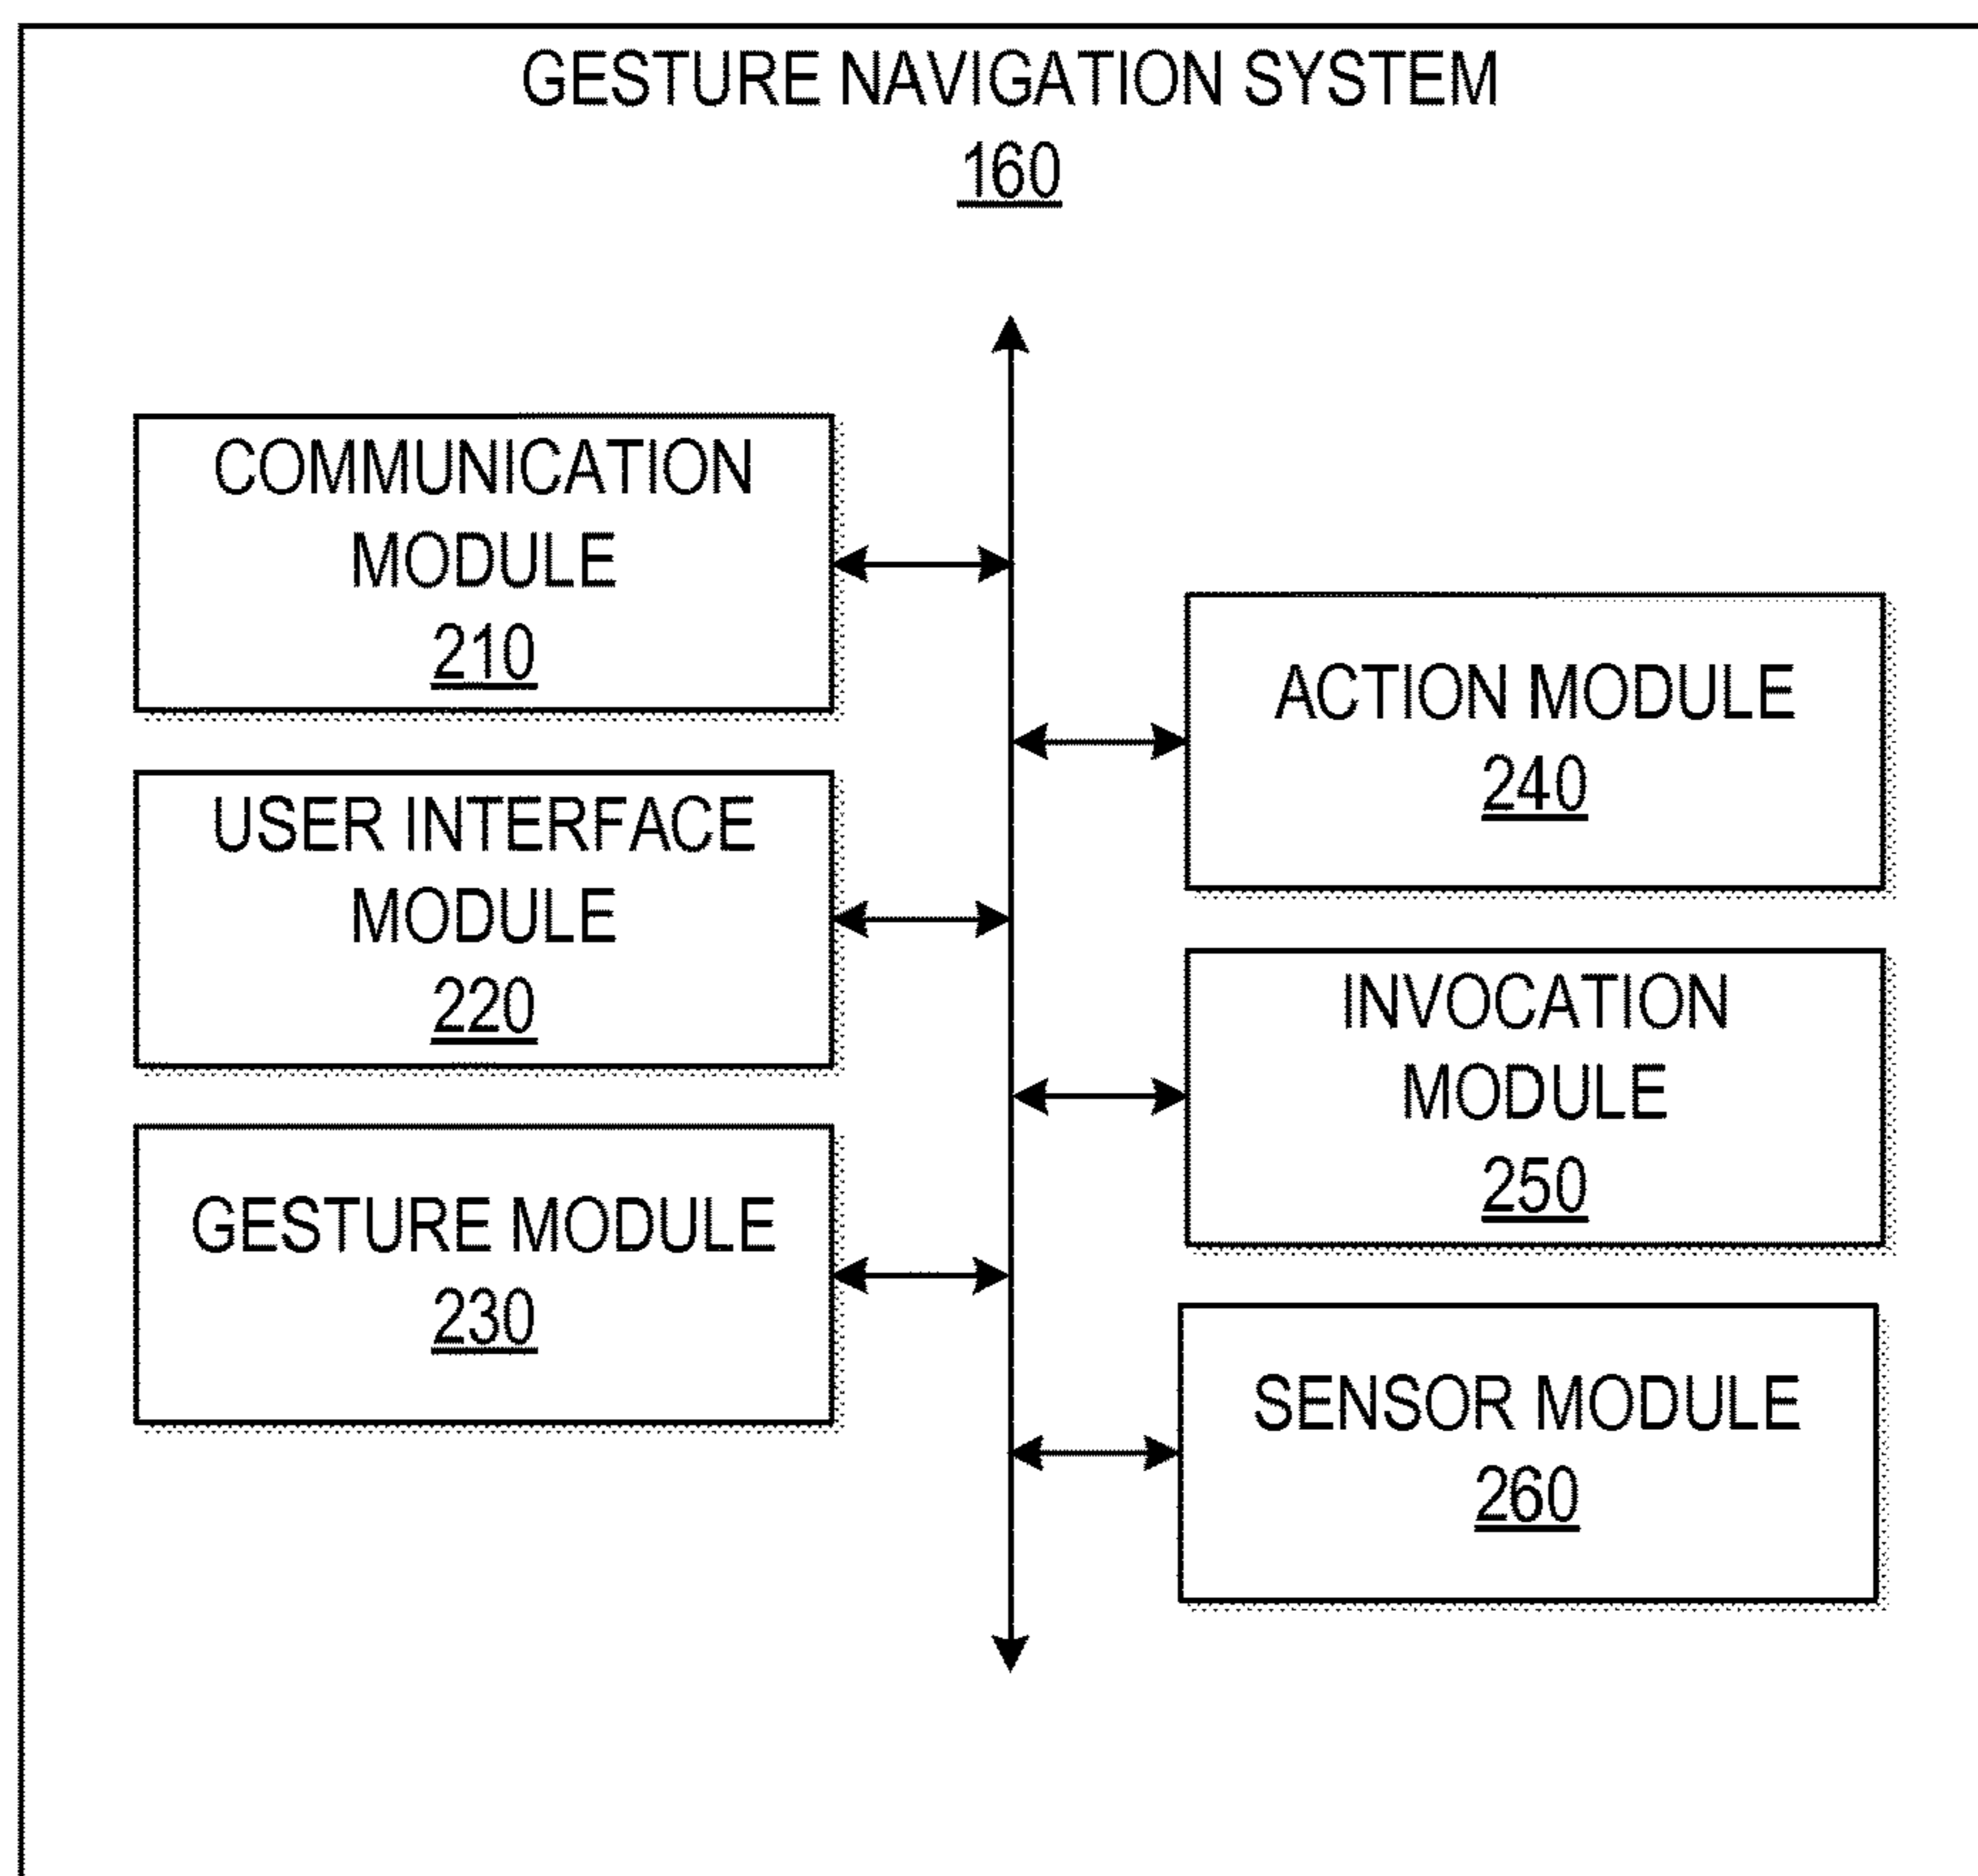 GESTURE NAVIGATION SYSTEM
160
COMMUNICATION
MODULE
210
USER INTERFACE
MODULE
220
GESTURE MODULE
230
ACTION MODULE
240
INVOCATION
MODULE
250
SENSOR MODULE
260